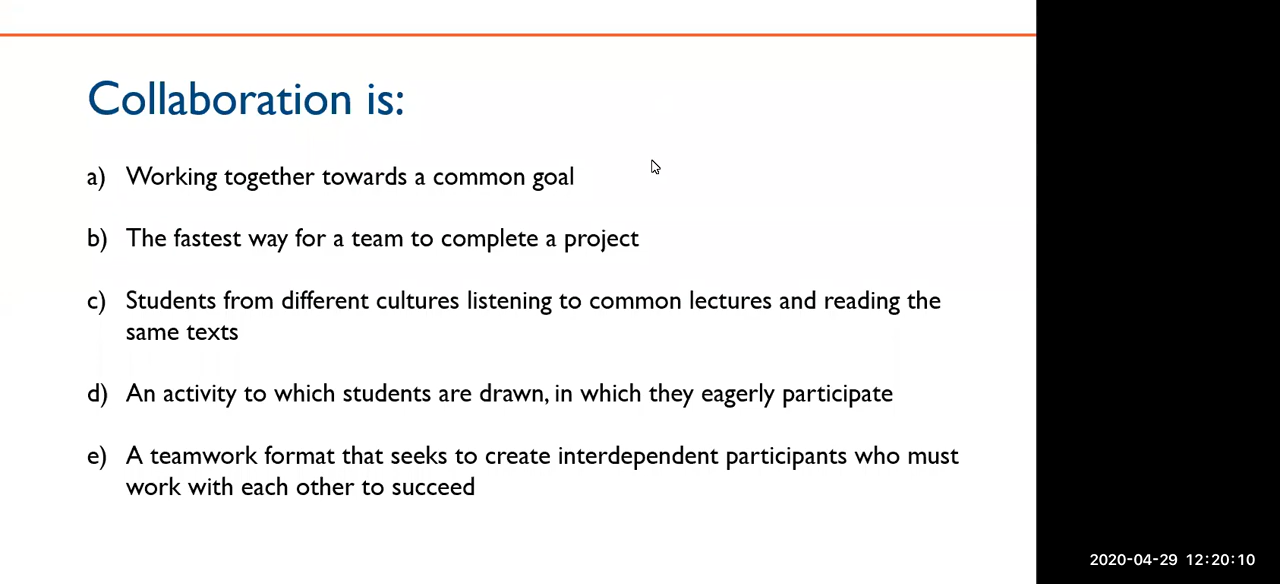 Collaboration is:
a) Working together towards a common goal
b) The fastest way for a team to complete a project
c) Students from different cultures listening to common lectures and reading the
same texts
d) An activity to which students are drawn, in which they eagerly participate
e) A teamwork format that seeks to create interdependent participants who must
work with each other to succeed
2020-04-29 12:20:10